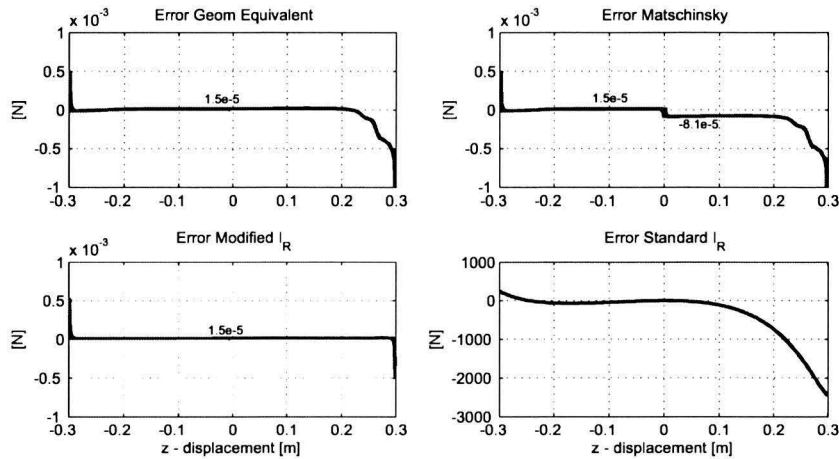 Error Geom Equivalent
x 10^-3
1
0.5
0
-0.5
-1
[N]
1.5e-5
-0.3 -0.2 -0.1 0 0.1 0.2 0.3
Error Matschinsky
x 10^-3
1
0.5
0
-0.5
-1
[N]
1.5e-5
-8.1e-5
-0.3 -0.2 -0.1 0 0.1 0.2 0.3
Error Modified I_R
x 10^-3
1
0.5
0
-0.5
-1
[N]
1.5e-5
-0.3 -0.2 -0.1 0 0.1 0.2 0.3
z - displacement [m]
Error Standard I_R
1000
0
-1000
-2000
-3000
[N]
-0.3 -0.2 -0.1 0 0.1 0.2 0.3
z - displacement [m]